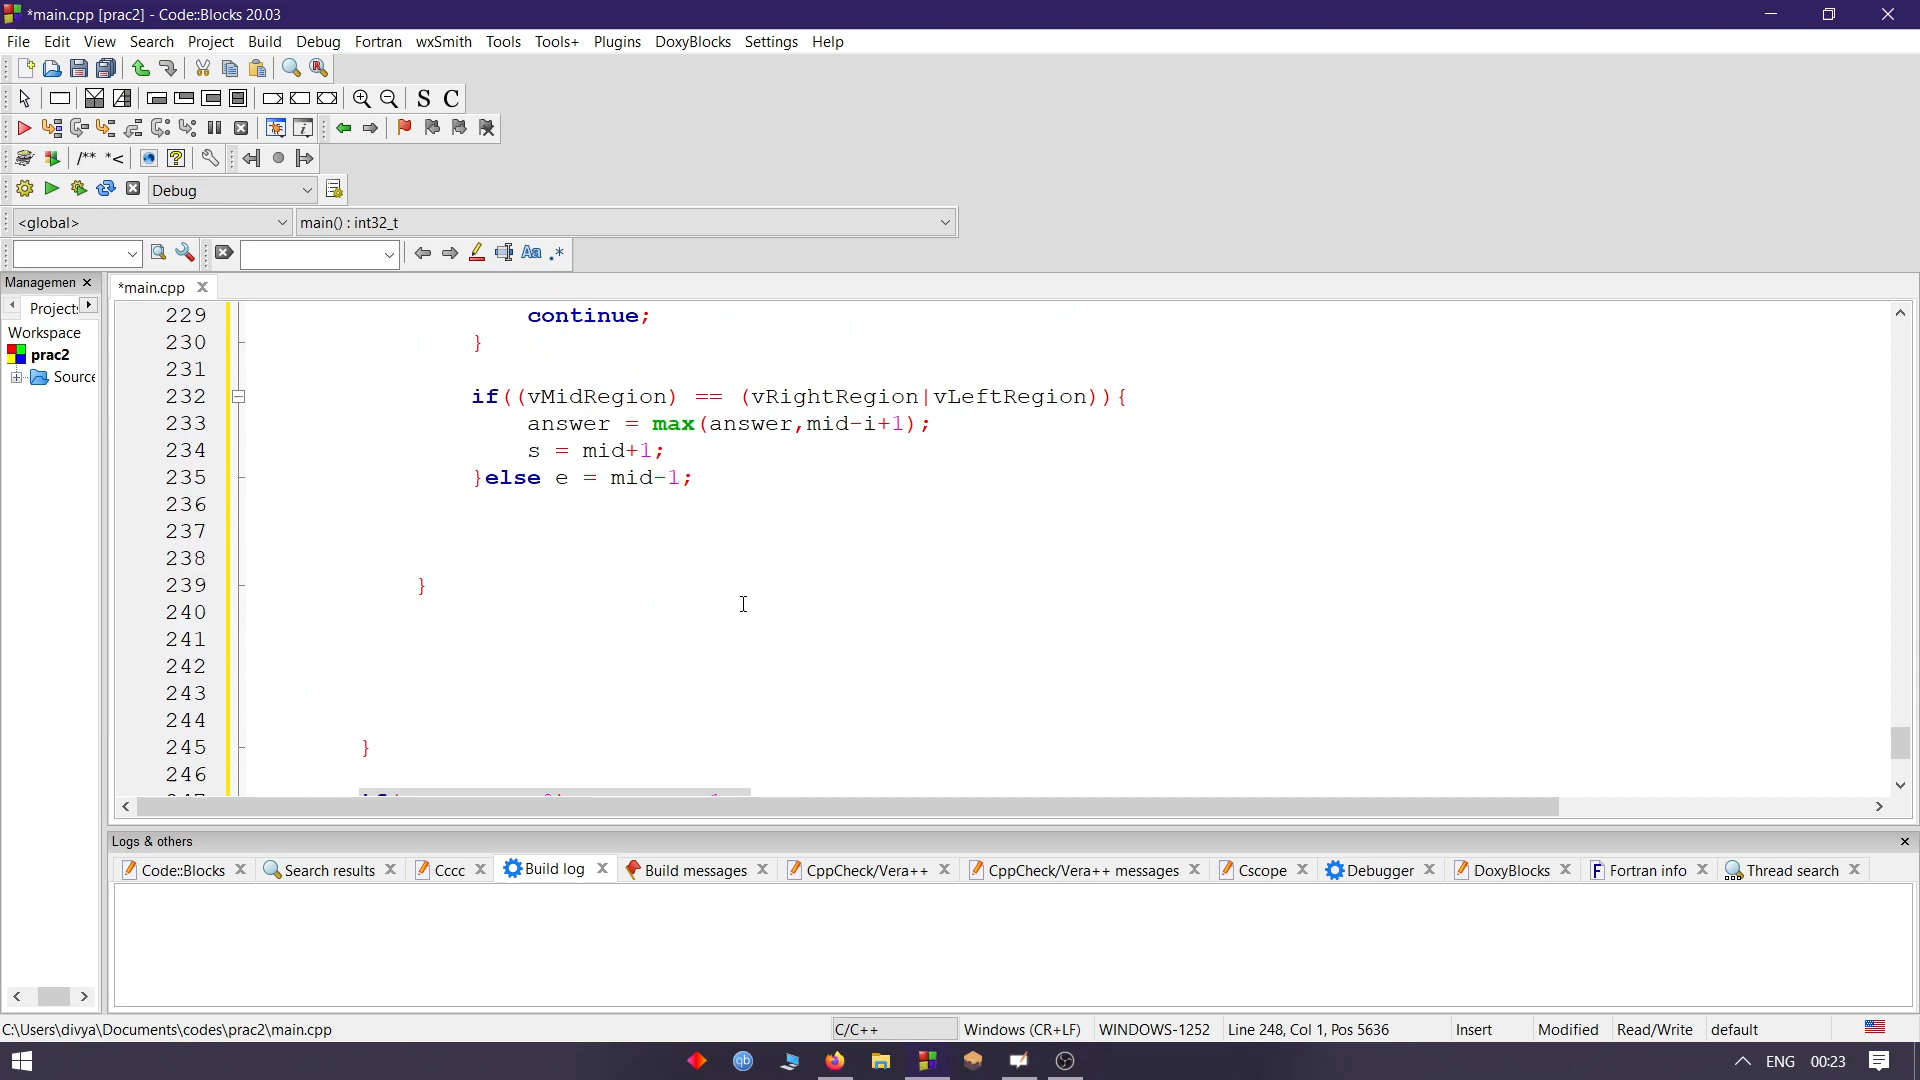 *main.cpp [prac2] - Code::Blocks 20.03
File Edit View Search Project Build Debug Fortran wxSmith Tools Tools+ Plugins DoxyBlocks Settings Help
S C
/** *<
Debug
<global> main() : int32_t
Aa .*
Managemen
*main.cpp
Projects
Workspace
prac2
Source
229 continue;
230 }
231
232 if((vMidRegion) == (vRightRegion|vLeftRegion)){
233 answer = max(answer,mid-i+1);
234 s = mid+1;
235 }else e = mid-1;
236
237
238
239 }
240
241
242
243
244
245 }
246
Logs & others
Code::Blocks Search results Cccc Build log Build messages CppCheck/Vera++ CppCheck/Vera++ messages Cscope Debugger DoxyBlocks Fortran info Thread search
C:\Users\divya\Documents\codes\prac2\main.cpp C/C++ Windows (CR+LF) WINDOWS-1252 Line 248, Col 1, Pos 5636 Insert Modified Read/Write default
qb ENG 00:23